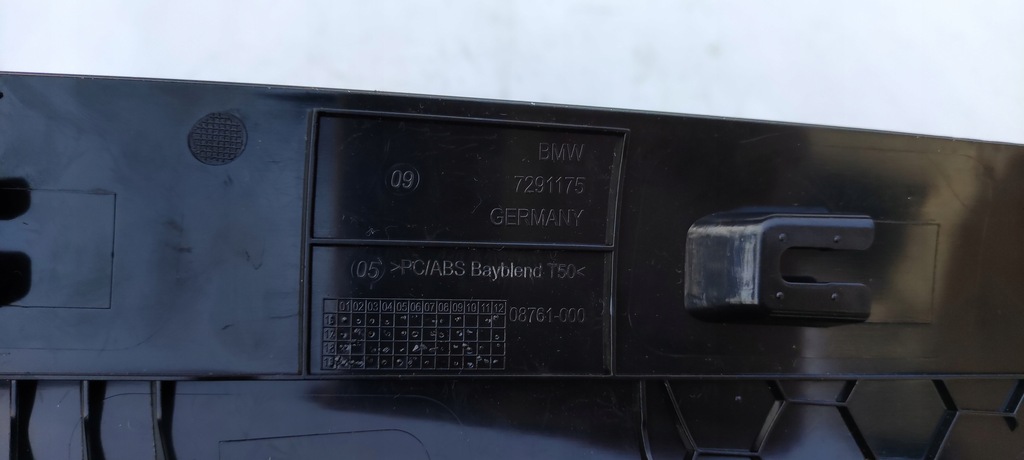 BMW
(09)
7291175
GERMANY
(05) >PC/ABS Bayblend T50<
01 02 03 04 05 06 07 08 09 10 11 12
08761-000